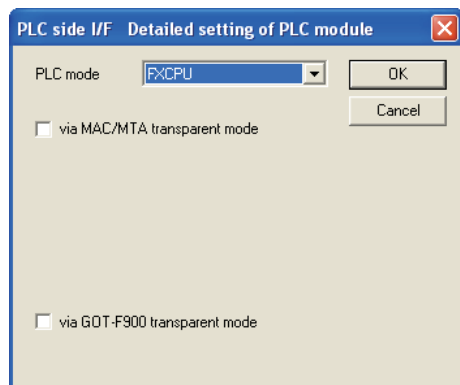 PLC side I/F Detailed setting of PLC module
PLC mode FXCPU OK
Cancel
via MAC/MTA transparent mode
via GOT-F900 transparent mode